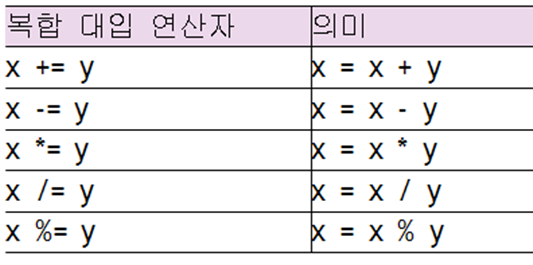 복합 대입 연산자 의미
x += y x = x + y
x -= y x = x - y
x *= y x = x * y
x /= y x = x / y
x %= y x = x % y